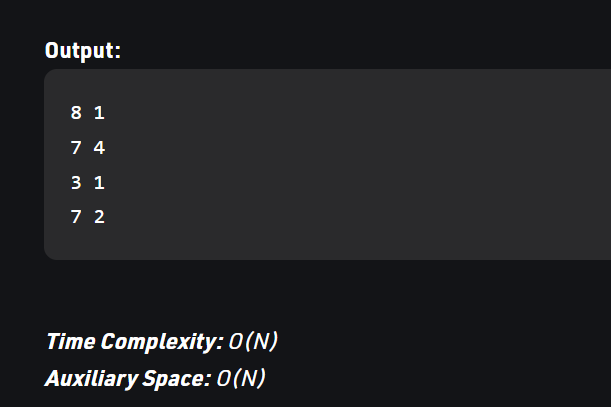 Output:
8 1
7 4
3 1
7 2
Time Complexity: O(N)
Auxiliary Space: O(N)